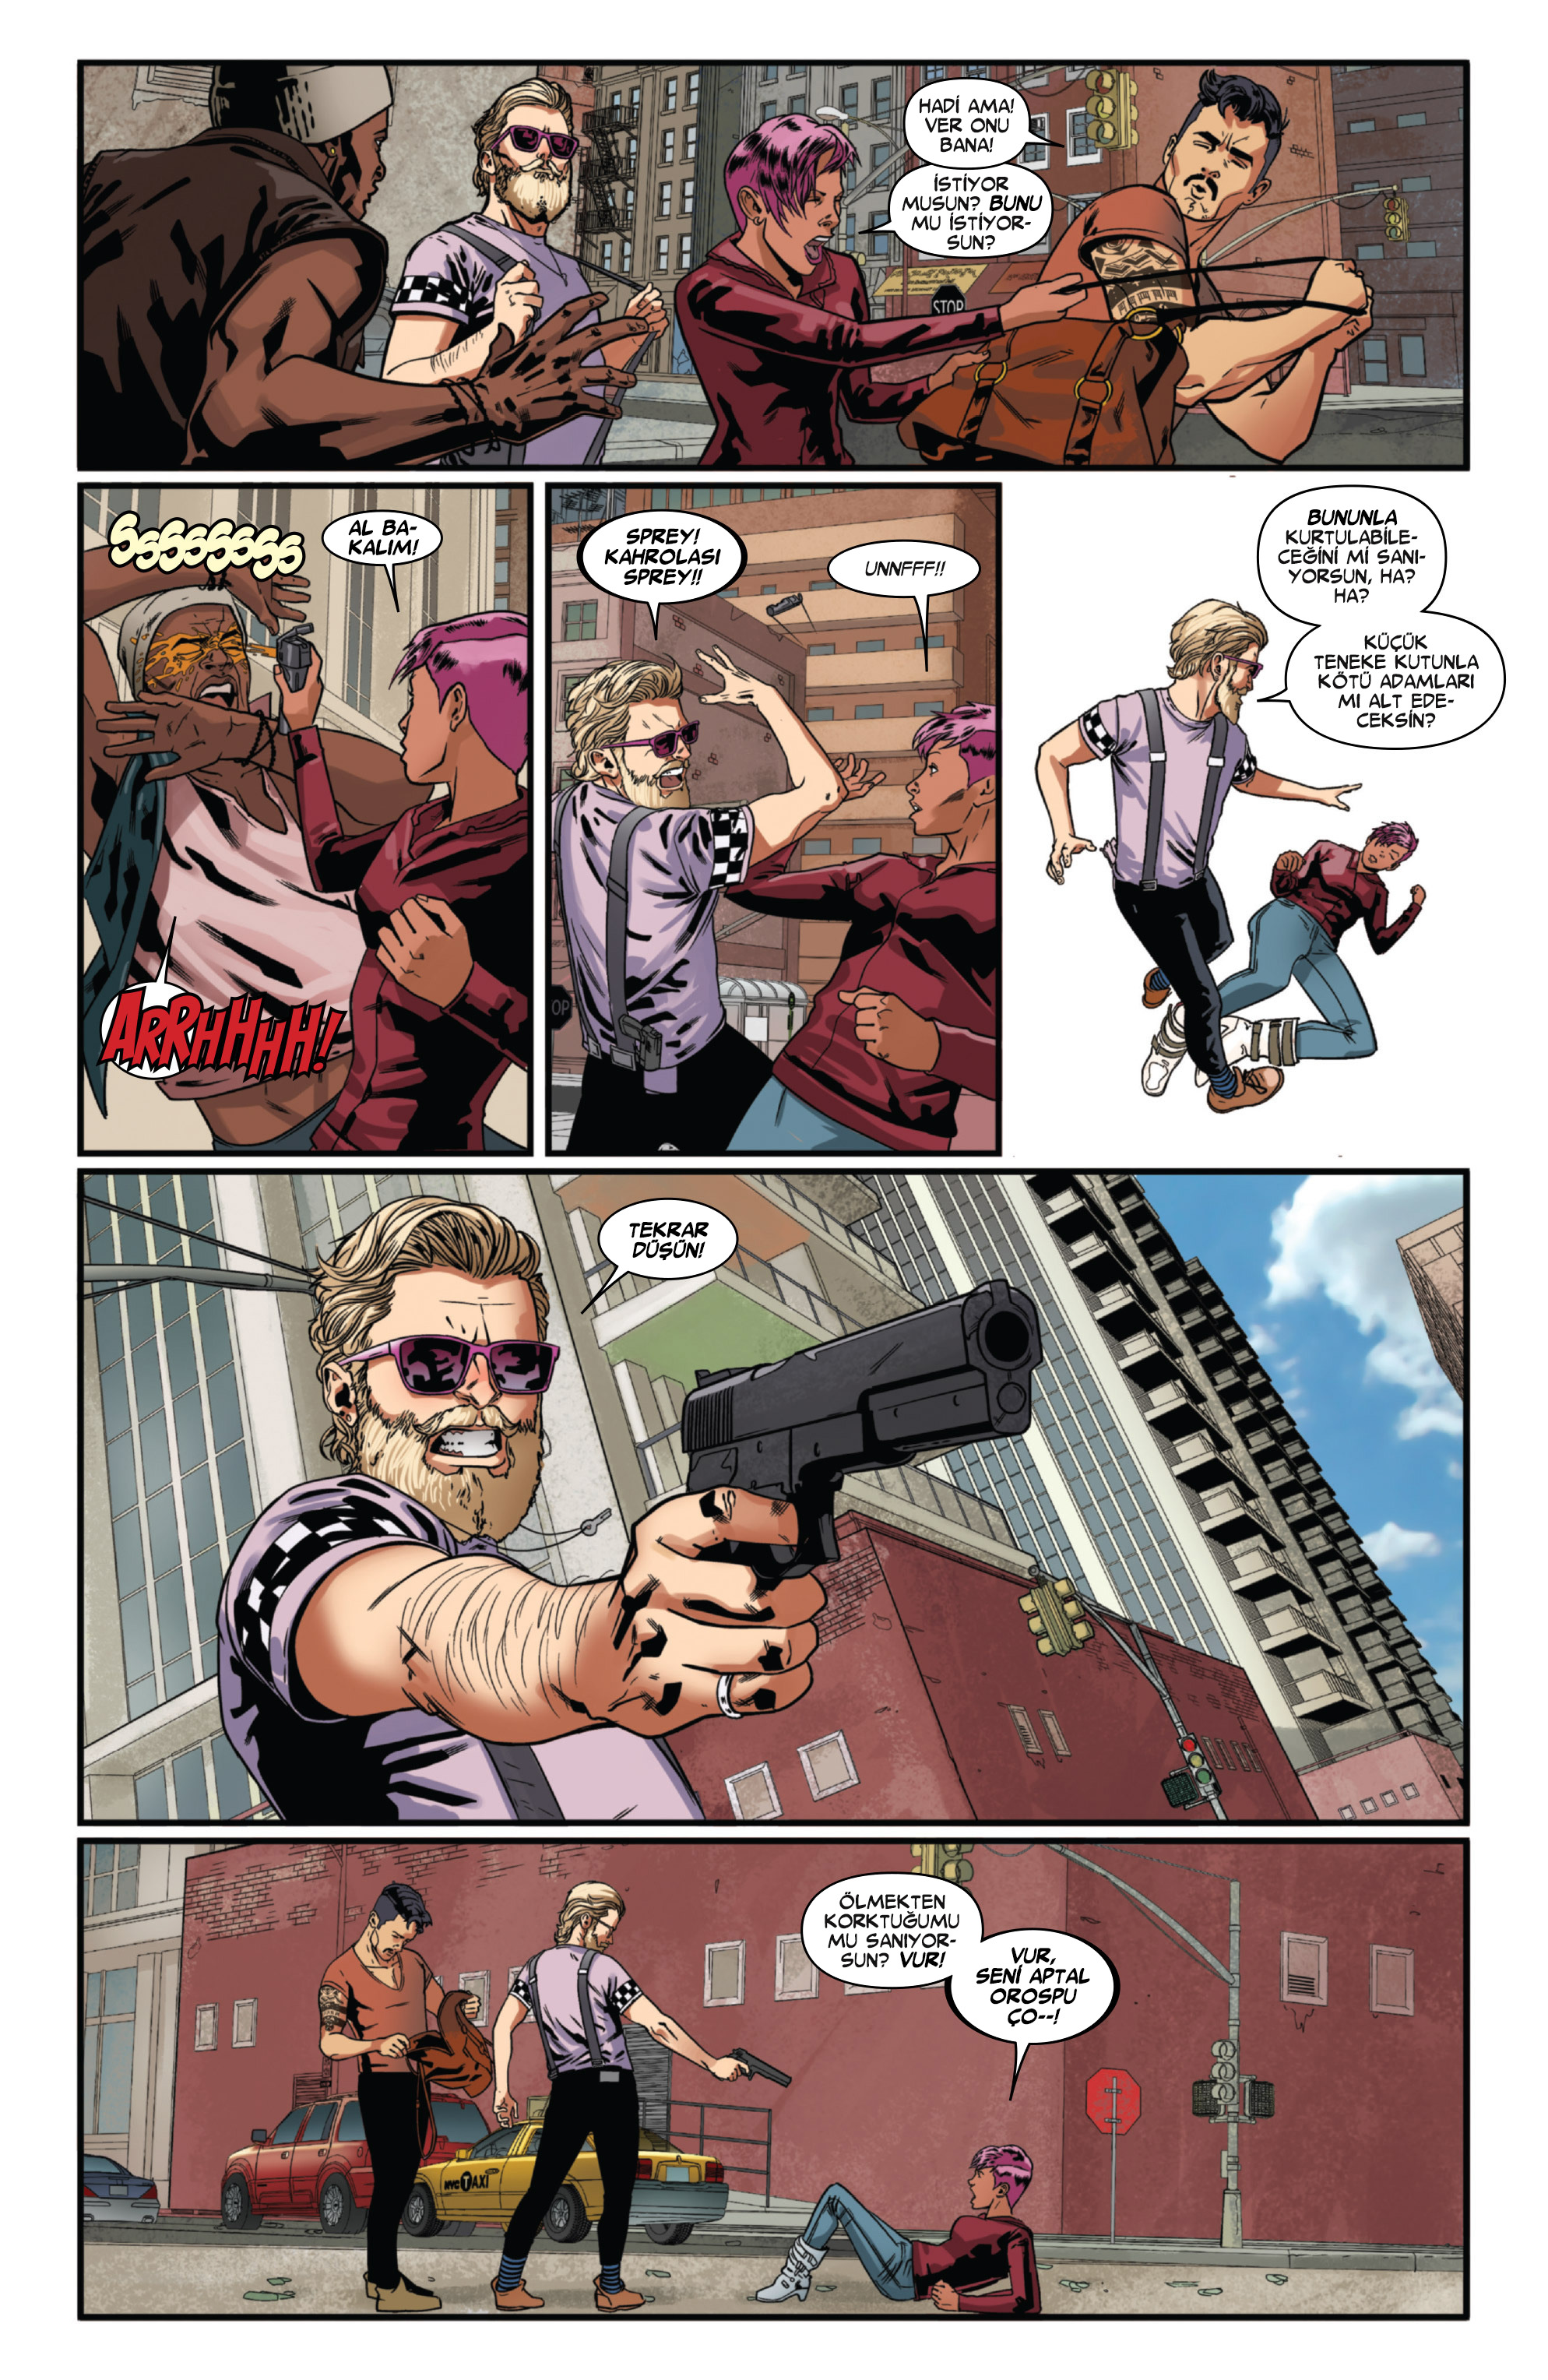 HADİ AMA!
VER ONU
BANA!
İSTİYOR
MUSUN? BUNU
MU İSTİYOR-
SUN?
STOP
SSSSSSSSS
AL BA-
KALIM!
ARRHHHH!
SPREY!
KAHROLASI
SPREY!!
UNNFFF!!
OP
BUNUNLA
KURTULABİLE-
CEĞİNİ Mİ SANI-
YORSUN, HA?
HA?
KÜÇÜK
TENEKE KUTUNLA
KÖTÜ ADAMLARI
MI ALT EDE-
CEKSİN?
TEKRAR
DÜŞÜN!
ÖLMEKTEN
KORKTUĞUMU
MU SANIYOR-
SUN? VUR!
VUR,
SENİ APTAL
OROSPU
ÇO--!
NYC TAXI